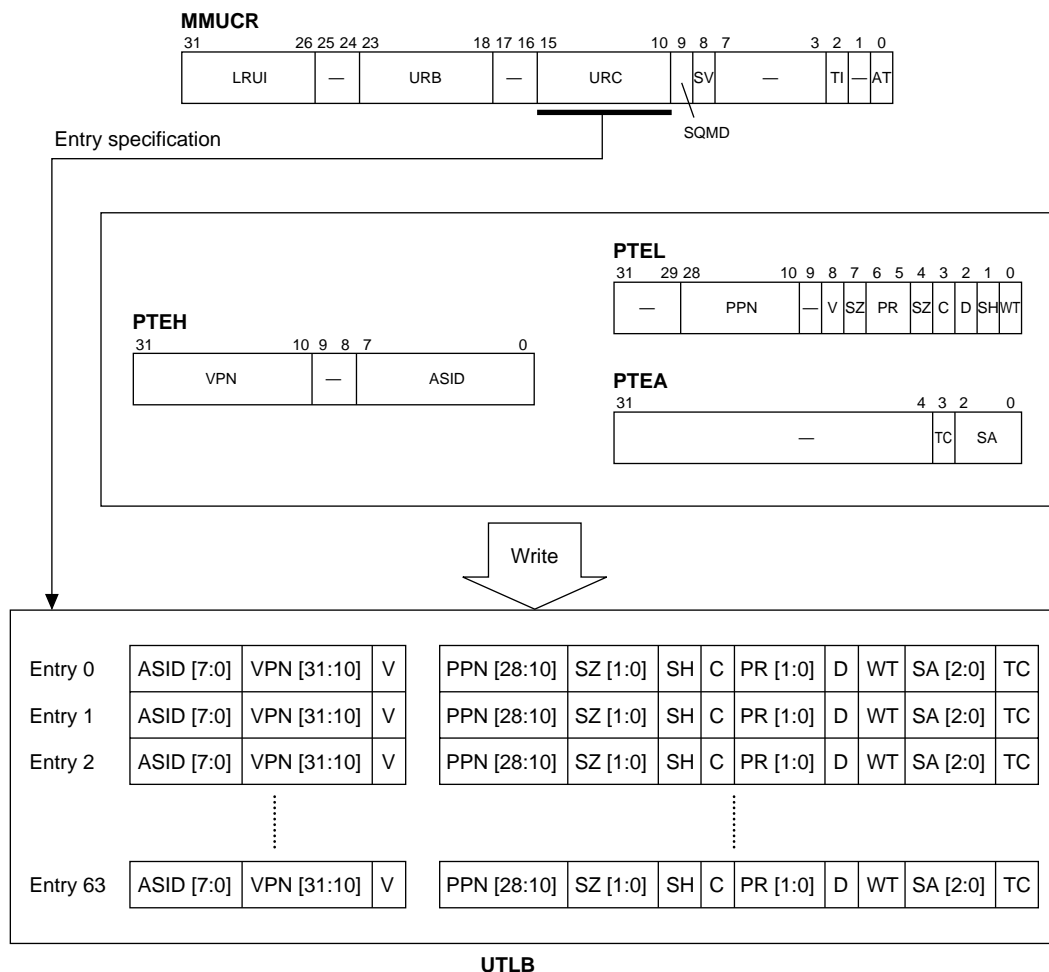 MMUCR
31 26 25 24 23 18 17 16 15 10 9 8 7 3 2 1 0
LRUI — URB — URC SV — TI — AT
SQMD
Entry specification
PTEL
31 29 28 10 9 8 7 6 5 4 3 2 1 0
— PPN — V SZ PR SZ C D SH WT
PTEH
31 10 9 8 7 0
VPN — ASID
PTEA
31 4 3 2 0
— TC SA
Write
Entry 0 ASID [7:0] VPN [31:10] V PPN [28:10] SZ [1:0] SH C PR [1:0] D WT SA [2:0] TC
Entry 1 ASID [7:0] VPN [31:10] V PPN [28:10] SZ [1:0] SH C PR [1:0] D WT SA [2:0] TC
Entry 2 ASID [7:0] VPN [31:10] V PPN [28:10] SZ [1:0] SH C PR [1:0] D WT SA [2:0] TC
Entry 63 ASID [7:0] VPN [31:10] V PPN [28:10] SZ [1:0] SH C PR [1:0] D WT SA [2:0] TC
UTLB